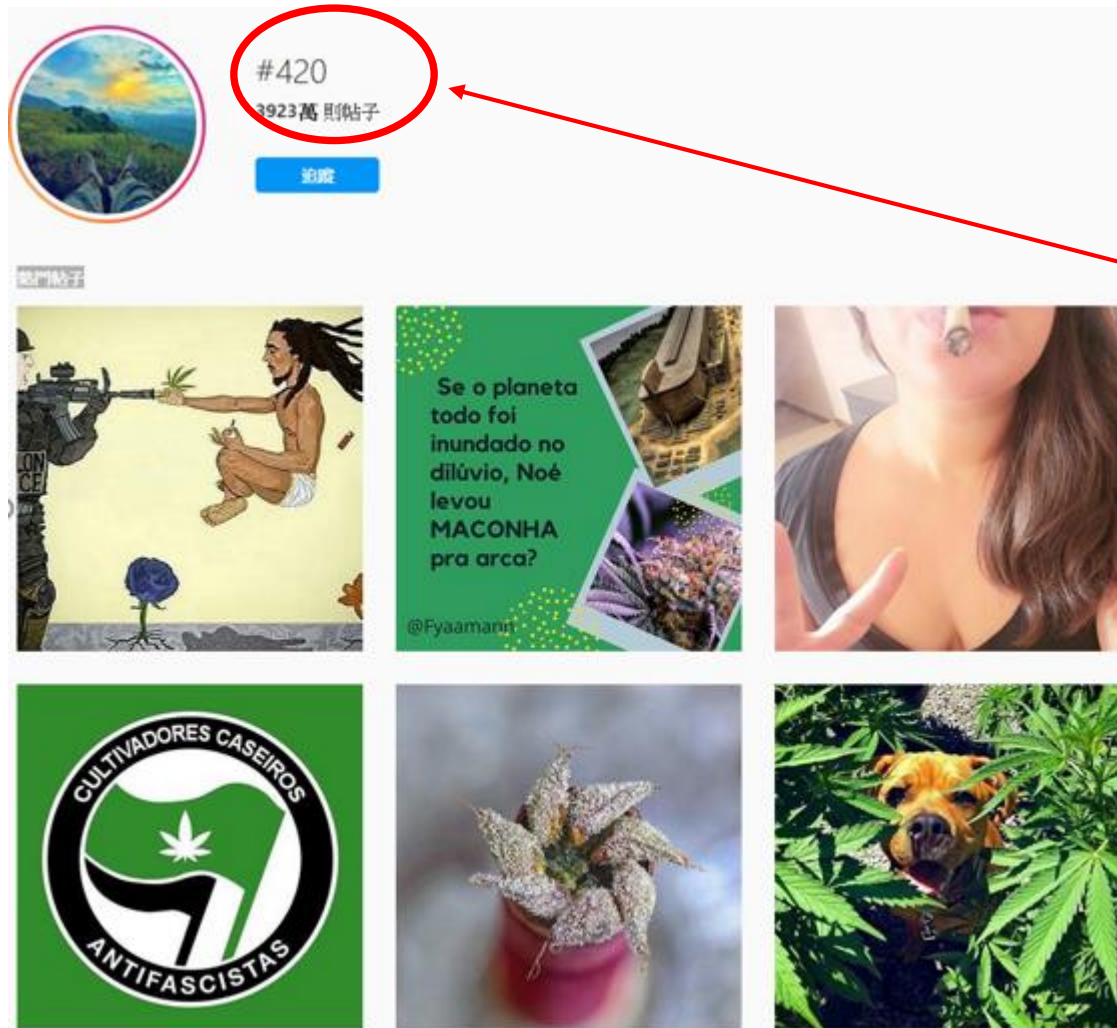 #420
3923萬 則帖子
追蹤
熱門帖子
Se o planeta
todo foi
inundado no
dilúvio, Noé
levou
MACONHA
pra arca?
@Fyaamann
CULTIVADORES CASEIROS
ANTIFASCISTAS